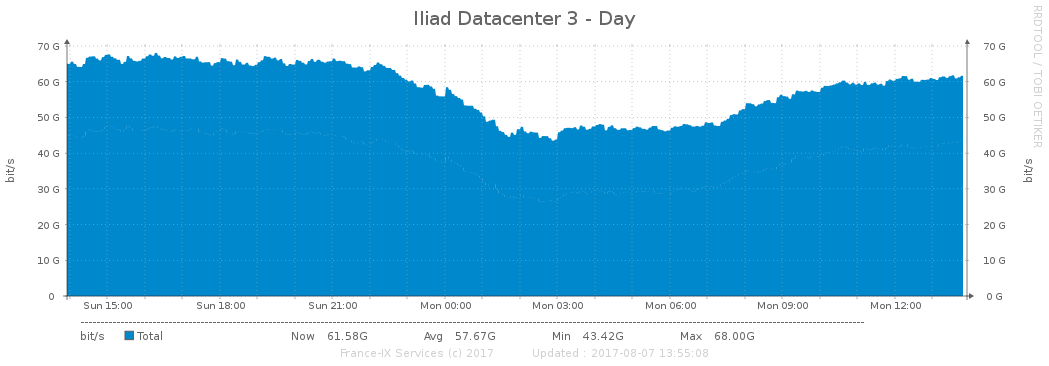 Iliad Datacenter 3 - Day
RRDTOOL / TOBI OETIKER
70 G 70 G
60 G 60 G
50 G 50 G
40 G 40 G
30 G 30 G
20 G 20 G
10 G 10 G
0 0 G
bit/s bit/s
Sun 15:00 Sun 18:00 Sun 21:00 Mon 00:00 Mon 03:00 Mon 06:00 Mon 09:00 Mon 12:00
bit/s Total Now 61.58G Avg 57.67G Min 43.42G Max 68.00G
France-IX Services (c) 2017 Updated : 2017-08-07 13:55:08